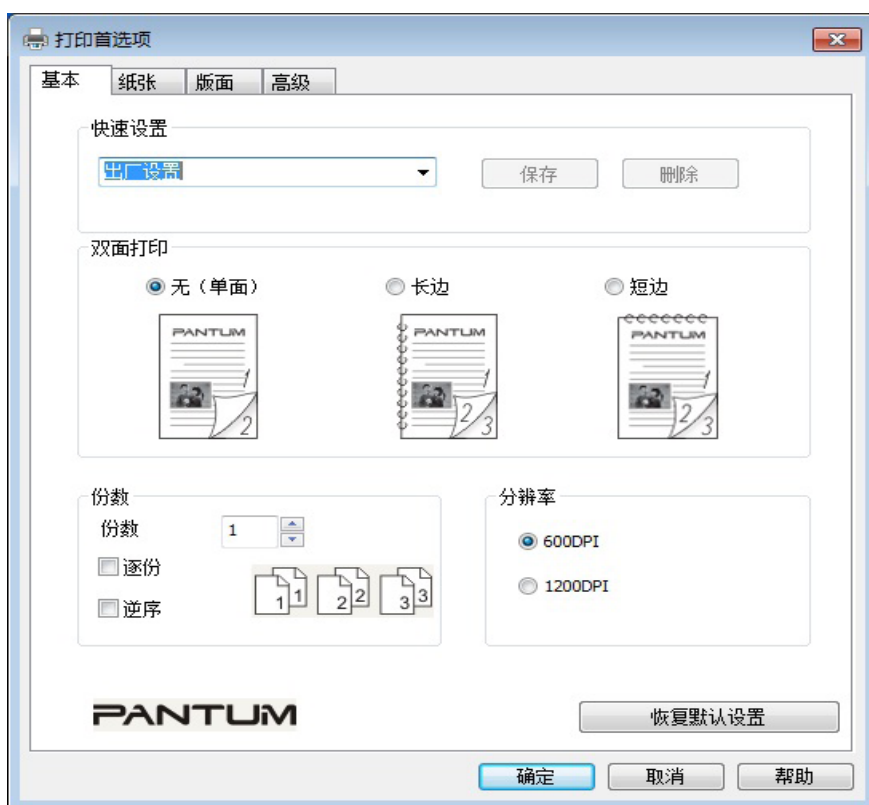 打印首选项
基本 纸张 版面 高级
快速设置
出厂设置 保存 删除
双面打印
无（单面） 长边 短边
PANTUM PANTUM PANTUM
1 1 1
2 2 3 2 3
份数 分辨率
份数 1
600DPI
逐份
1 1 2 2 3 3
1200DPI
逆序
PANTUM 恢复默认设置
确定 取消 帮助